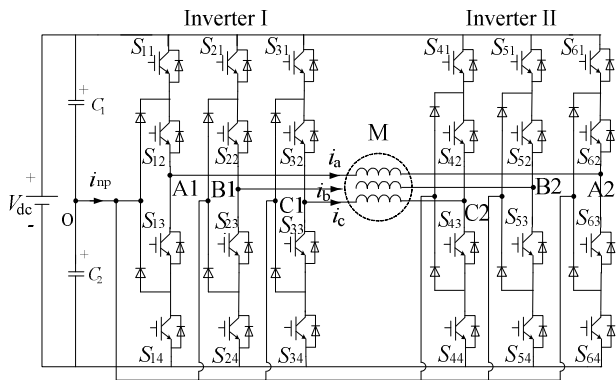 Inverter I
Inverter II
S11
S21
S31
S41
S51
S61
+
C1
S12
S22
S32
M
S42
S52
S62
ia
+
inp
A1
B1
ib
B2
A2
Vdc
O
C1
ic
C2
-
S13
S23
S33
S43
S53
S63
+
C2
S14
S24
S34
S44
S54
S64